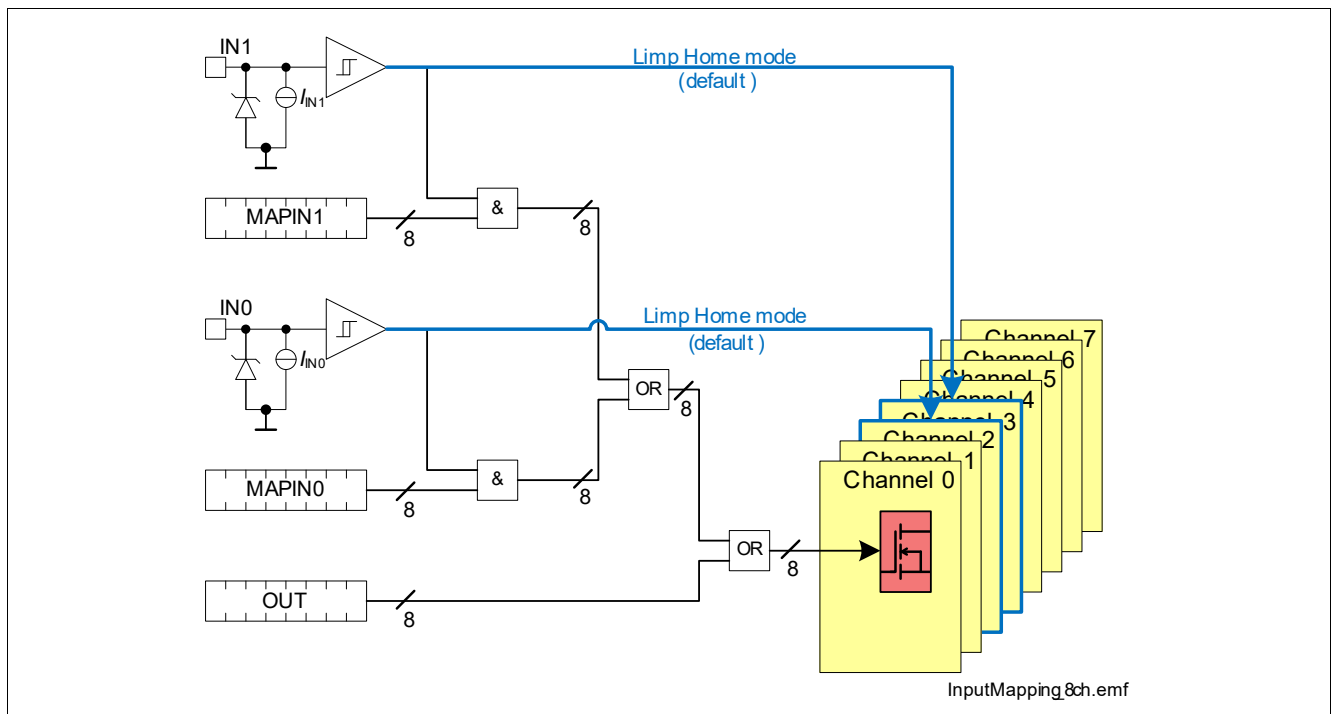 IN1
Limp Home mode
(default )
IIN1
MAPIN1
8
&
8
IN0
Limp Home mode
(default )
IIN0
Channel 7
Channel 6
Channel 5
Channel 4
Channel 3
Channel 2
Channel 1
Channel 0
OR
8
MAPIN0
8
&
8
OR
8
OUT
8
InputMapping_8ch.emf